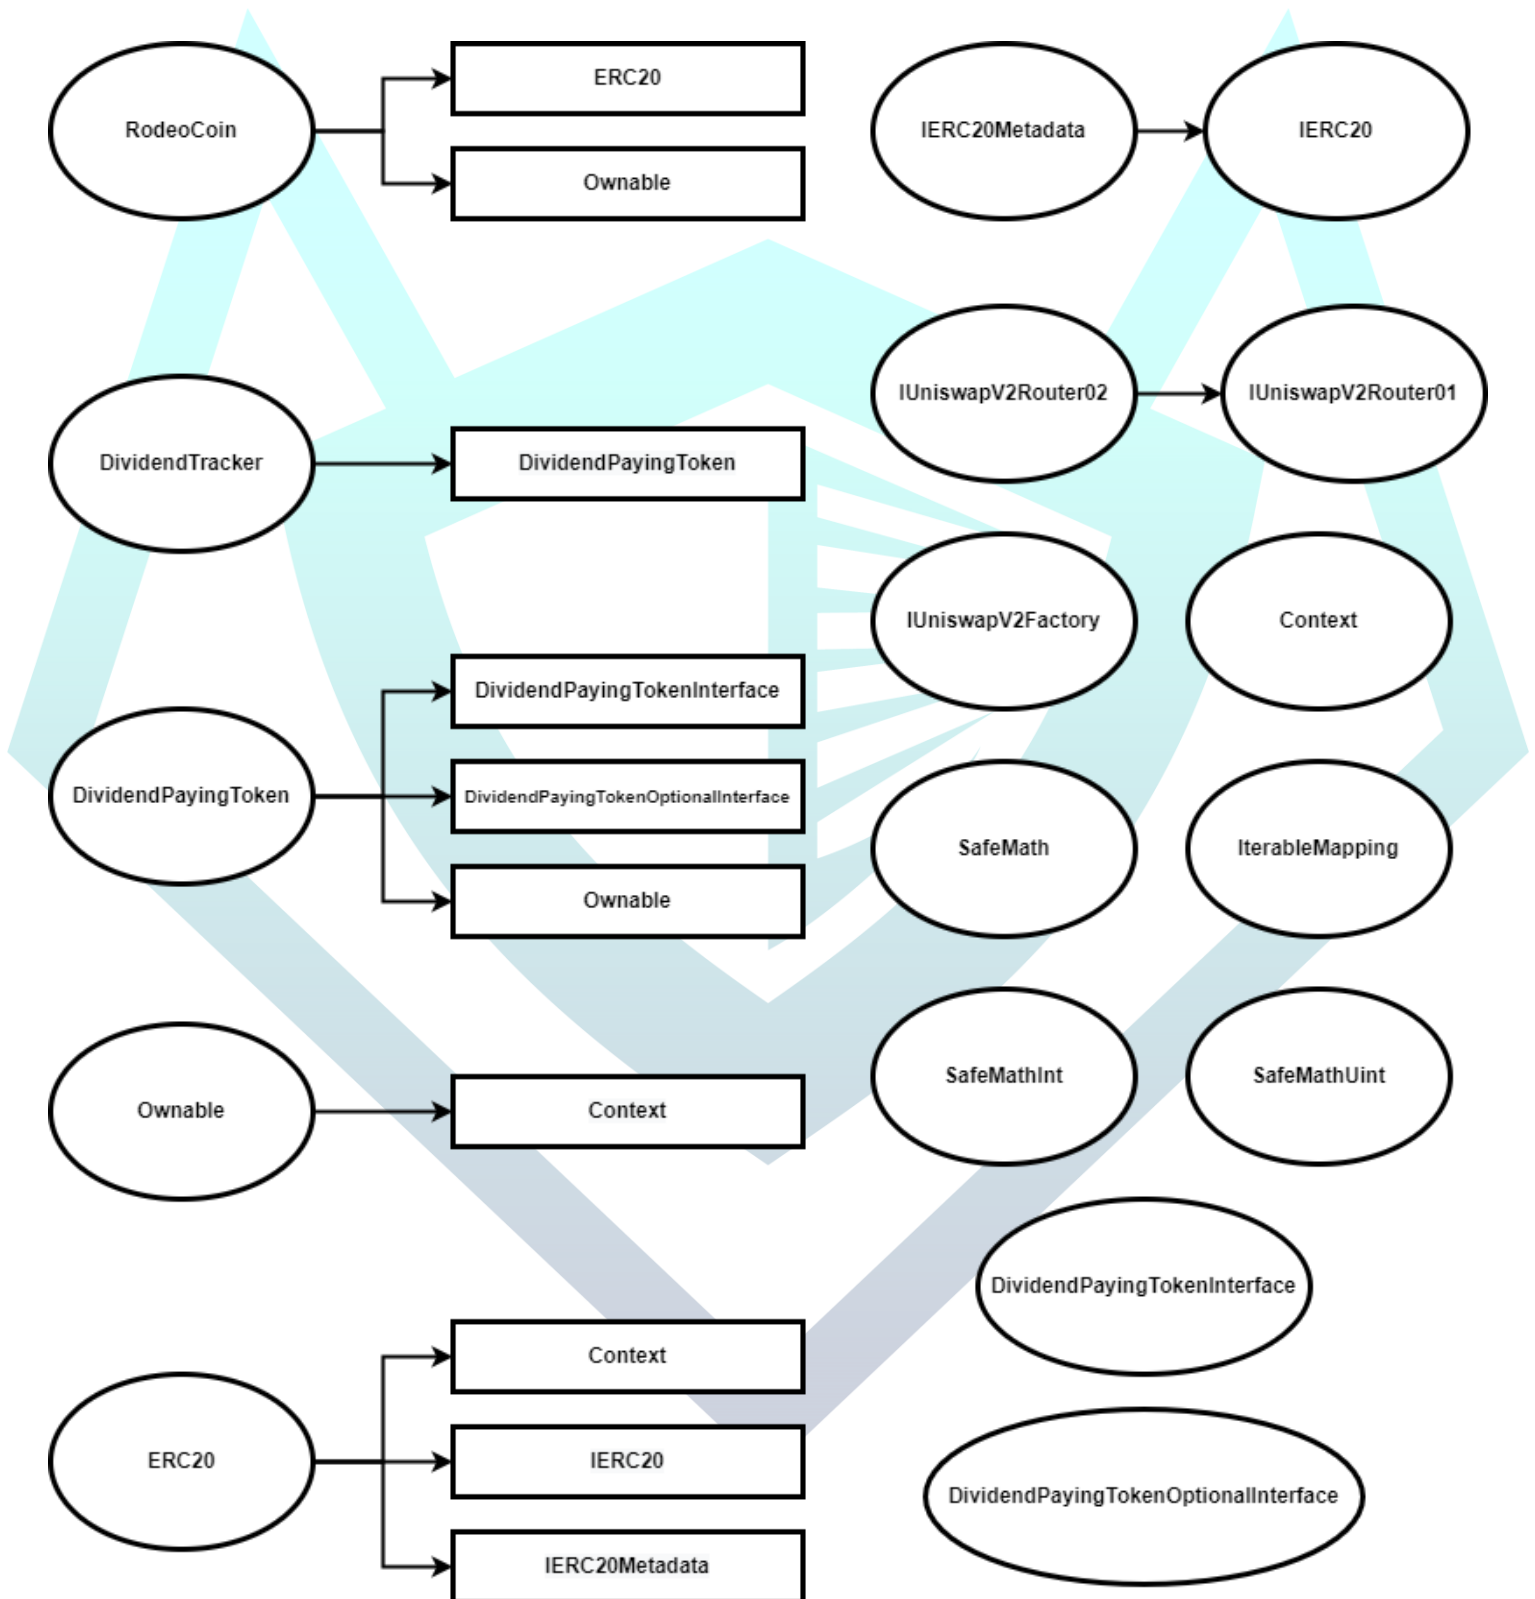 RodeoCoin
ERC20
Ownable
IERC20Metadata
IERC20
DividendTracker
DividendPayingToken
IUniswapV2Router02
IUniswapV2Router01
IUniswapV2Factory
Context
DividendPayingToken
DividendPayingTokenInterface
DividendPayingTokenOptionalInterface
Ownable
SafeMath
IterableMapping
Ownable
Context
SafeMathInt
SafeMathUint
DividendPayingTokenInterface
ERC20
Context
IERC20
IERC20Metadata
DividendPayingTokenOptionalInterface